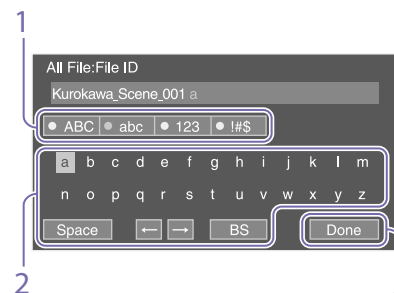 1
All File:File ID
Kurokawa_Scene_001 a
ABC abc 123 !#$
a b c d e f g h i j k l m
n o p q r s t u v w x y z
Space ← → BS Done
2